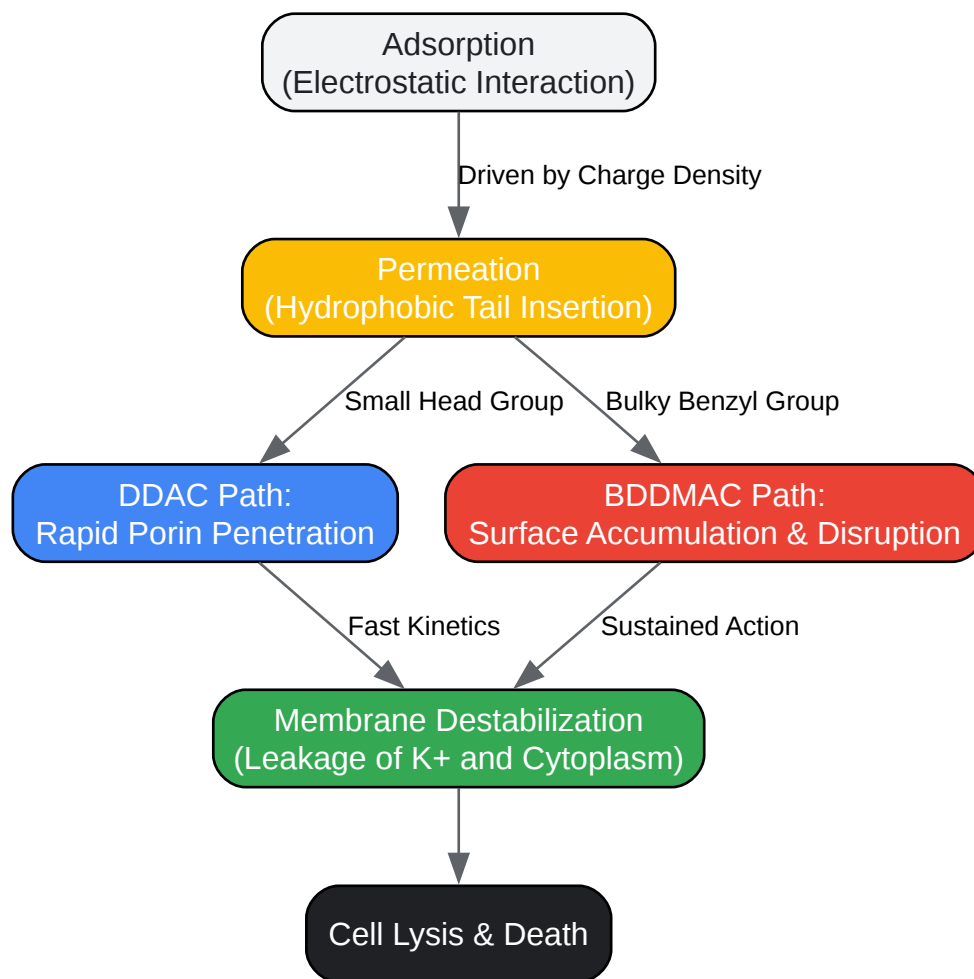 Adsorption
(Electrostatic Interaction)
Driven by Charge Density
Permeation
(Hydrophobic Tail Insertion)
Small Head Group
Bulky Benzyl Group
DDAC Path:
Rapid Porin Penetration
BDDMAC Path:
Surface Accumulation & Disruption
Fast Kinetics
Sustained Action
Membrane Destabilization
(Leakage of K+ and Cytoplasm)
Cell Lysis & Death